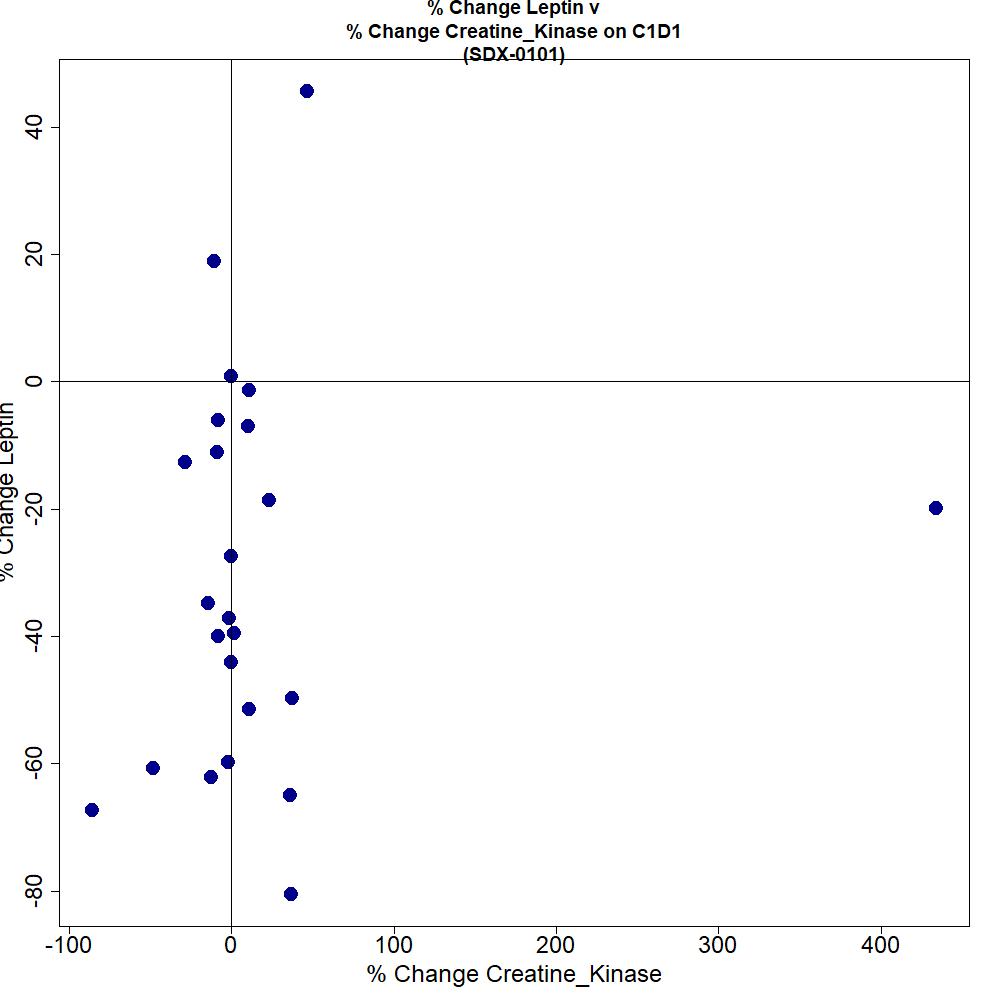 % Change Leptin v
% Change Creatine_Kinase on C1D1
(SDX-0101)
% Change Leptin
40
20
0
-20
-40
-60
-80
-100
0
100
200
300
400
% Change Creatine_Kinase